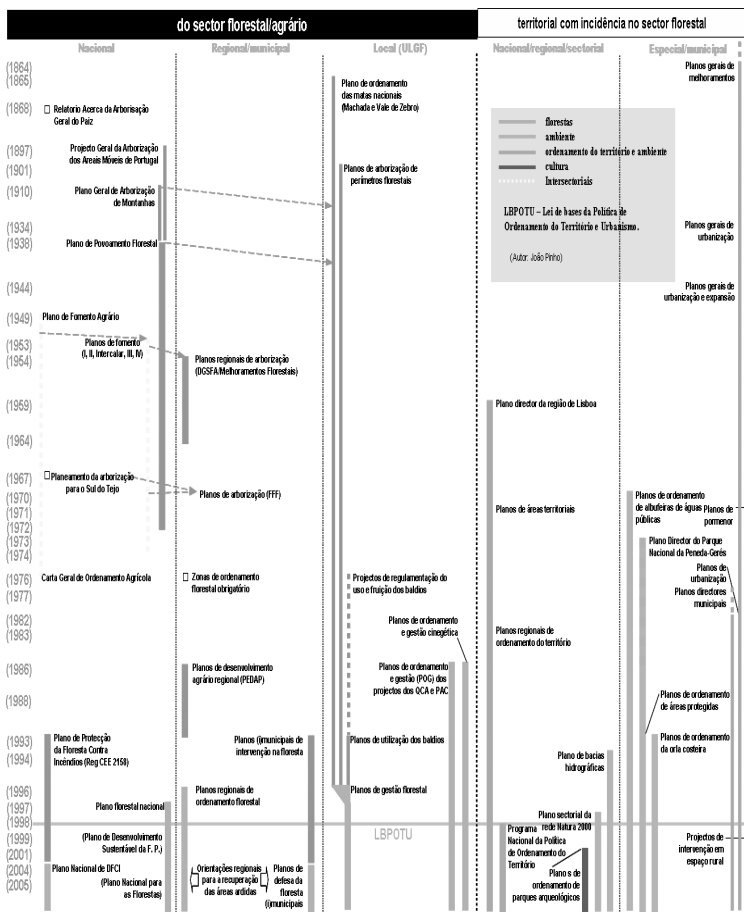 do sector florestal/agrário
territorial com incidência no sector florestal
Nacional
Regional/municipal
Local (ULGF)
Nacional/regional/sectorial
Especial/municipal
(1864)
(1865)
(1868)
(1897)
(1901)
(1910)
(1934)
(1938)
(1944)
(1949)
(1953)
(1954)
(1959)
(1964)
(1967)
(1970)
(1971)
(1972)
(1973)
(1974)
(1976)
(1977)
(1982)
(1983)
(1986)
(1988)
(1993)
(1994)
(1996)
(1997)
(1998)
(1999)
(2001)
(2004)
(2005)
Relatorio Acerca da Arborisação
Geral do Paiz
Projecto Geral da Arborização
dos Areais Móveis de Portugal
Plano Geral de Arborização
de Montanhas
Plano de Povoamento Florestal
Plano de Fomento Agrário
Planos de fomento
(I, II, Intercalar, III, IV)
Planeamento da arborização
para o Sul do Tejo
Carta Geral de Ordenamento Agrícola
Plano de Protecção
da Floresta Contra
Incêndios (Reg CEE 2158)
Plano florestal nacional
(Plano de Desenvolvimento
Sustentável da F. P.)
Plano Nacional de DFCI
(Plano Nacional para
as Florestas)
Planos regionais de arborização
(DGSFA/Melhoramentos Florestais)
Planos de arborização (FFF)
Zonas de ordenamento
florestal obrigatório
Planos de desenvolvimento
agrário regional (PEDAP)
Planos (i)municipais de
intervenção na floresta
Planos regionais de
ordenamento florestal
Orientações regionais
para a recuperação
das áreas ardidas
Planos de
defesa da
floresta
(i)municipais
Plano de ordenamento
das matas nacionais
(Machada e Vale de Zebro)
Planos de arborização de
perímetros florestais
Projectos de regulamentação do
uso e fruição dos baldios
Planos de ordenamento
e gestão cinegética
Planos de ordenamento
e gestão (POG) dos
projectos dos QCA e PAC
Planos de utilização dos baldios
Planos de gestão florestal
LBPOTU
florestas
ambiente
ordenamento do território e ambiente
cultura
Intersectoriais
LBPOTU – Lei de bases da Política de
Ordenamento do Território e Urbanismo.
(Autor: João Pinho)
Plano director da região de Lisboa
Planos de áreas territoriais
Planos regionais de
ordenamento do território
Plano de bacias
hidrográficas
Plano sectorial da
rede Natura 2000
Programa
Nacional da Política
de Ordenamento do
Território
Plano s de
ordenamento de
parques arqueológicos
Planos gerais de
melhoramentos
Planos gerais de
urbanização
Planos gerais de
urbanização e expansão
Planos de ordenamento
de albufeiras de águas
públicas
Planos de
pormenor
Plano Director do Parque
Nacional da Peneda-Gerês
Planos de
urbanização
Planos directores
municipais
Planos de ordenamento
de áreas protegidas
Planos de ordenamento
da orla costeira
Projectos de
intervenção em
espaço rural